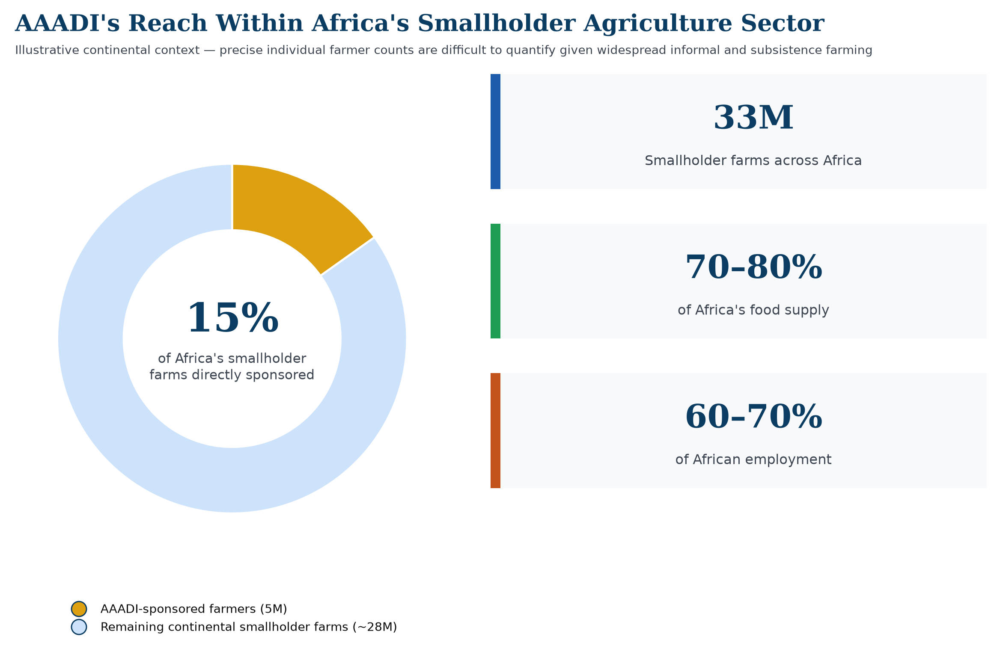 AAADI's Reach Within Africa's Smallholder Agriculture Sector
Illustrative continental context — precise individual farmer counts are difficult to quantify given widespread informal and subsistence farming
15%
of Africa's smallholder
farms directly sponsored
33M
Smallholder farms across Africa
70–80%
of Africa's food supply
60–70%
of African employment
AAADI-sponsored farmers (5M)
Remaining continental smallholder farms (~28M)